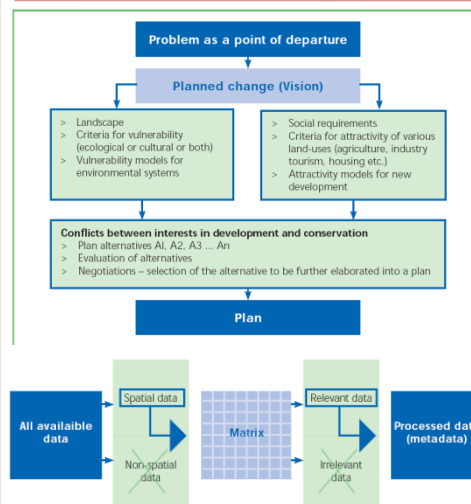 Problem as a point of departure
Planned change (Vision)
> Landscape
> Criteria for vulnerability
(ecological or cultural or both)
> Vulnerability models for
environmental systems
> Social requirements
> Criteria for attractivity of various
land-uses (agriculture, industry
tourism, housing etc.)
> Attractivity models for new
development
Conflicts between interests in development and conservation
> Plan alternatives AI, A2, A3 ... An
> Evaluation of alternatives
> Negotiations – selection of the alternative to be further elaborated into a plan
Plan
All availaible
data
Spatial data
Non-spatial
data
Matrix
Relevant data
Irrelevant
data
Processed dat
(metadata)